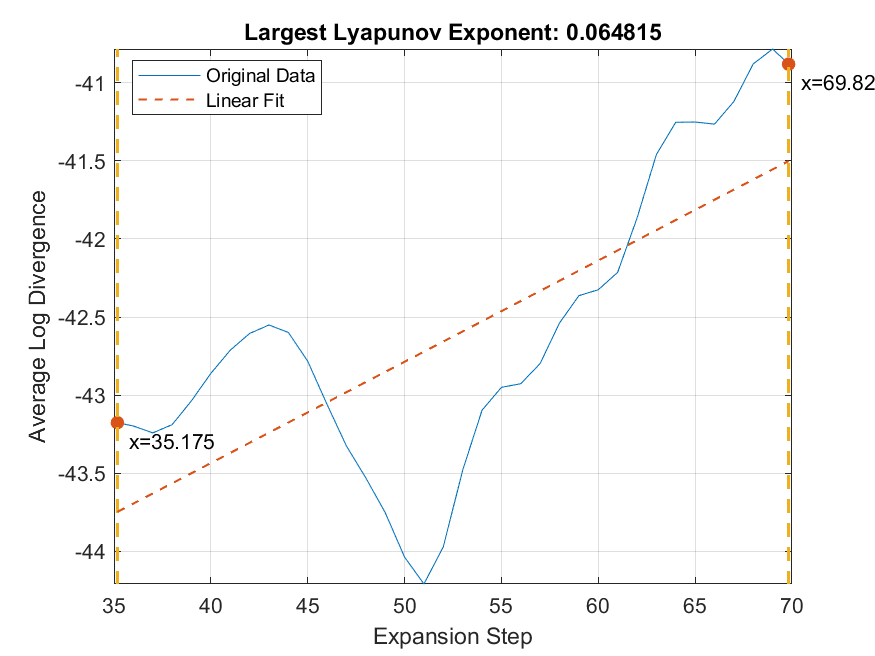 Largest Lyapunov Exponent: 0.064815
Original Data
Linear Fit
x=69.82
x=35.175
-41
-41.5
-42
-42.5
-43
-43.5
-44
Average Log Divergence
35 40 45 50 55 60 65 70
Expansion Step